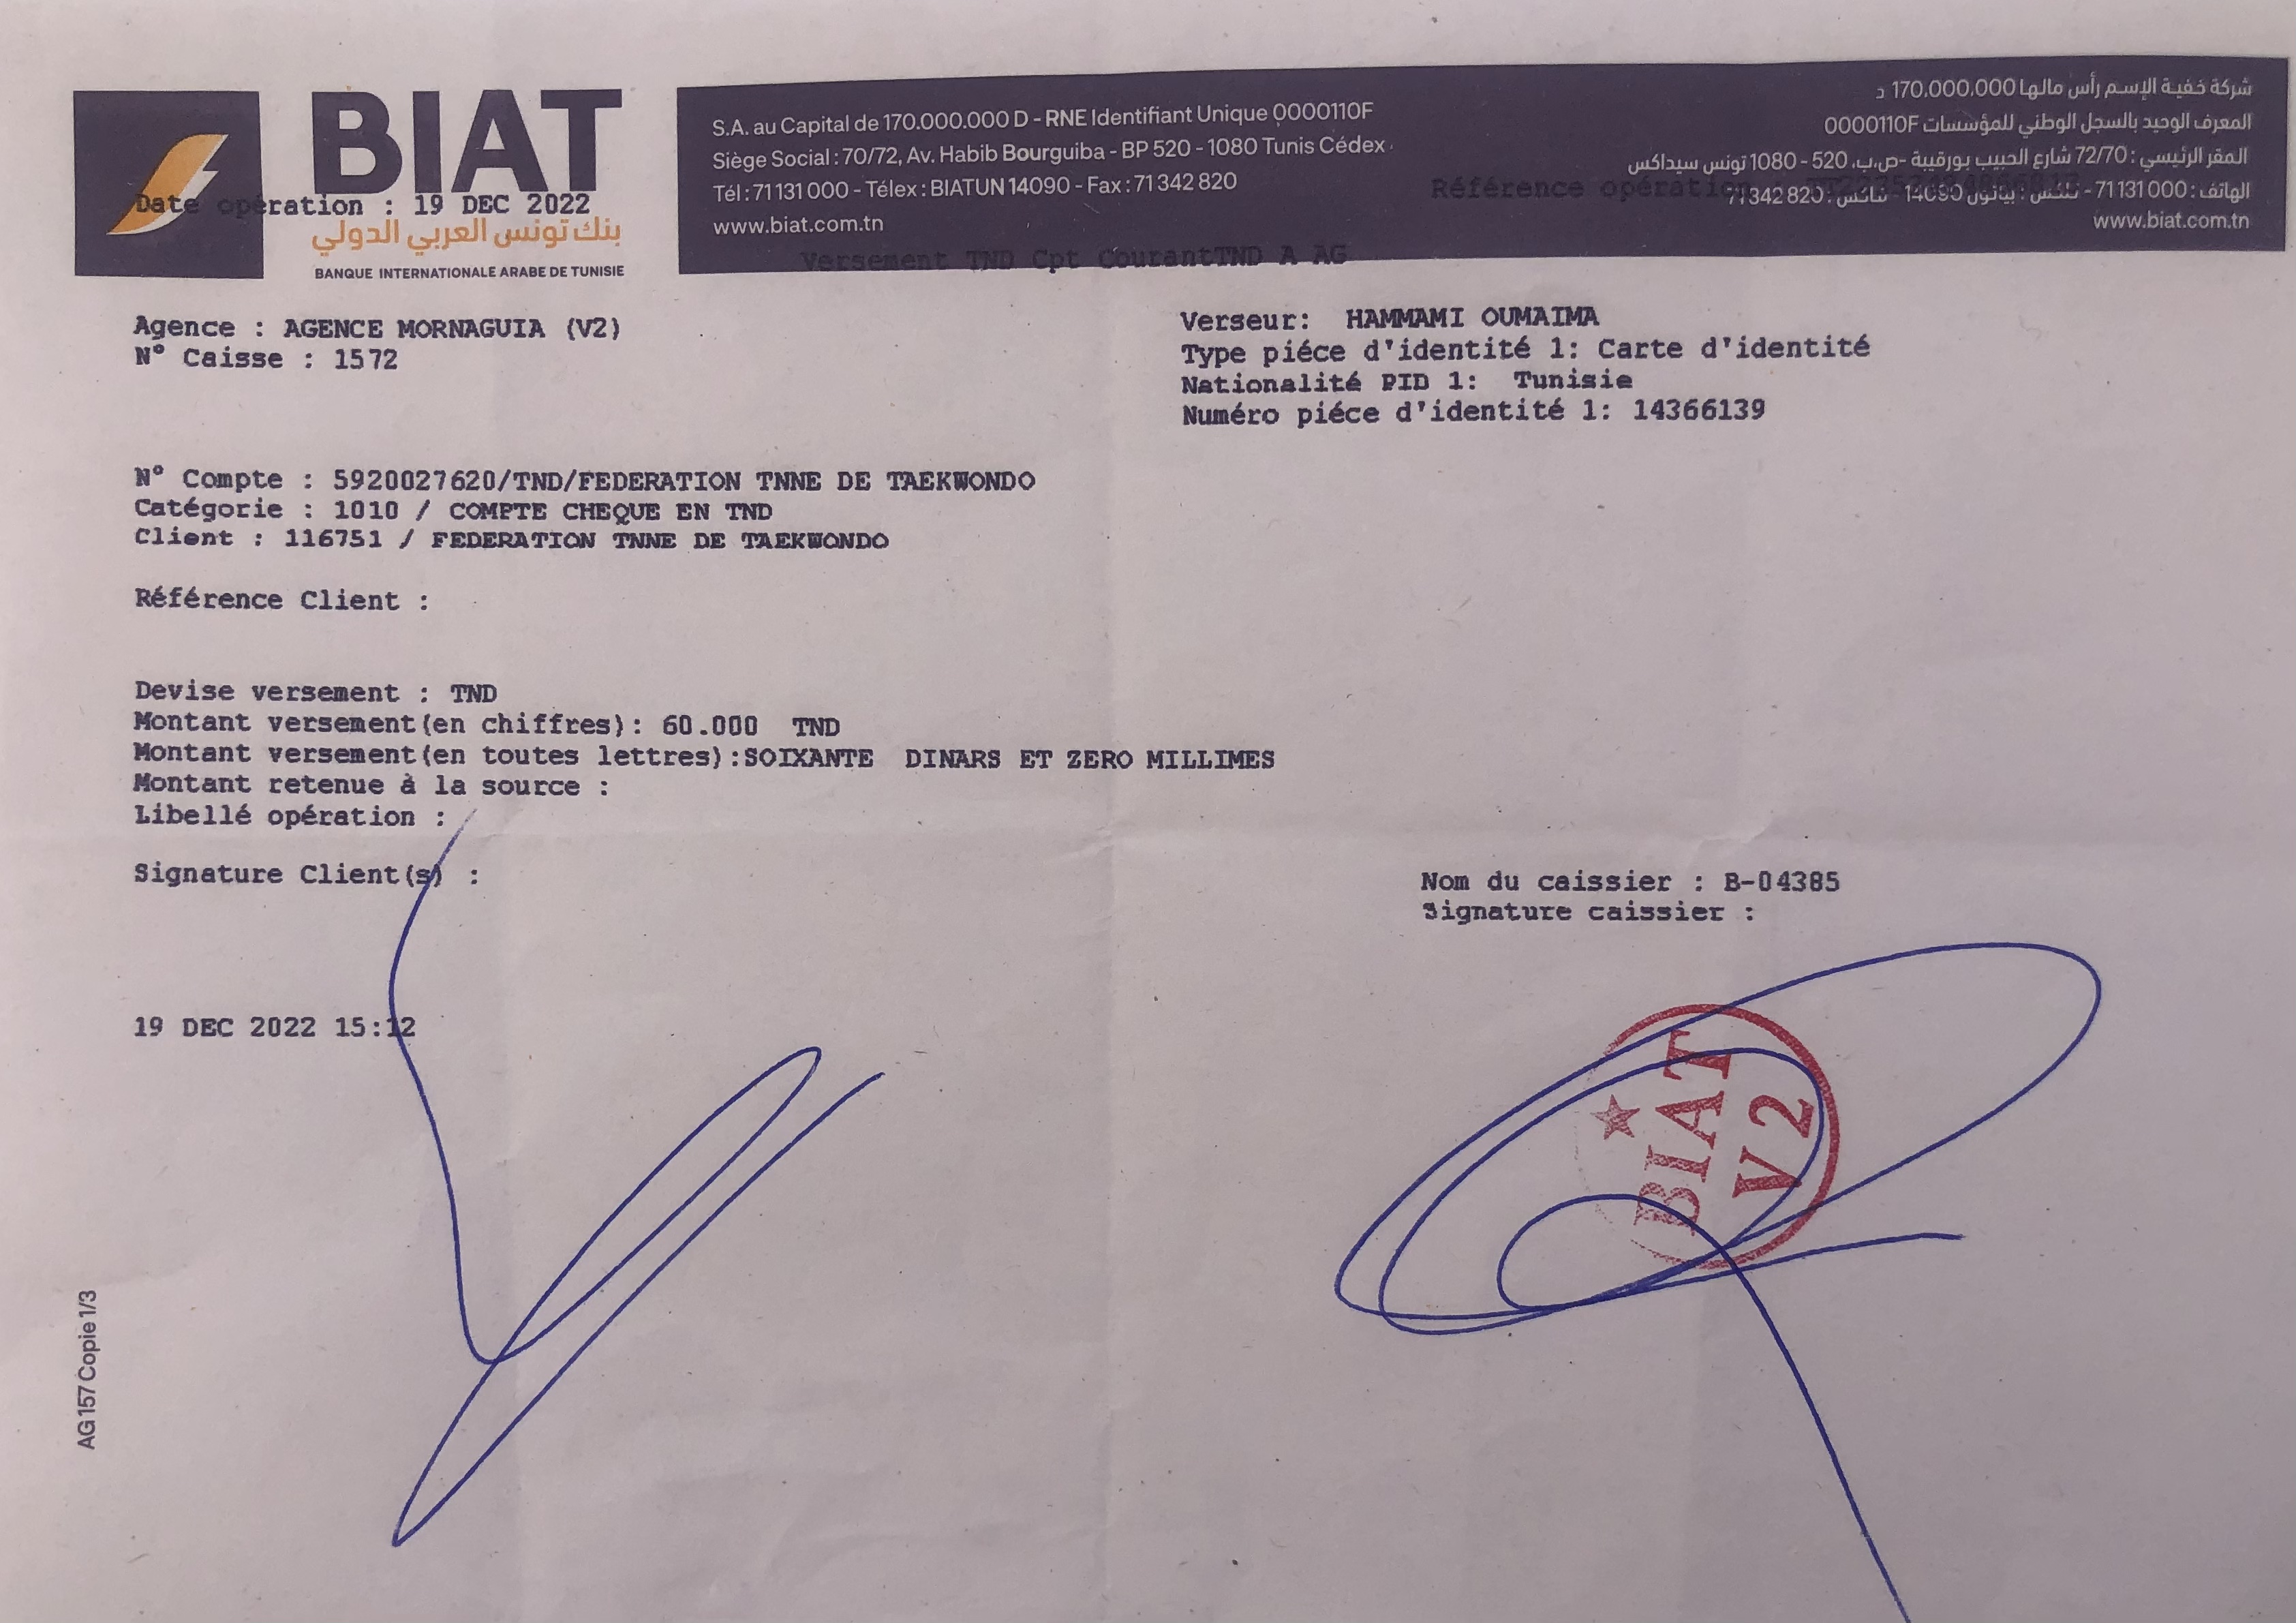 BIAT
بنك تونس العربي الدولي
BANQUE INTERNATIONALE ARABE DE TUNISIE
S.A. au Capital de 170.000.000 D - RNE Identifiant Unique 0000110F
Siège Social : 70/72, Av. Habib Bourguiba - BP 520 - 1080 Tunis Cédex
Tél : 71 131 000 - Télex : BIATUN 14090 - Fax : 71 342 820
www.biat.com.tn
شركة خفية الإسم رأس مالها 170.000.000 د
المعرف الوحيد بالسجل الوطني للمؤسسات 0000110F
المقر الرئيسي : 72/70 شارع الحبيب بورقيبة -ص.ب. 520 - 1080 تونس سيداكس
الهاتف : 71131000 - تلكس : بياتون 14090 - فاكس : 71342820
www.biat.com.tn
Date opération : 19 DEC 2022
Référence opération
Versement TND Cpt CourantTND A AG
Agence : AGENCE MORNAGUIA (V2)
N° Caisse : 1572
Verseur: HAMMAMI OUMAIMA
Type piéce d'identité 1: Carte d'identité
Nationalité PID 1: Tunisie
Numéro piéce d'identité 1: 14366139
N° Compte : 5920027620/TND/FEDERATION TNNE DE TAEKWONDO
Catégorie : 1010 / COMPTE CHEQUE EN TND
Client : 116751 / FEDERATION TNNE DE TAEKWONDO
Référence Client :
Devise versement : TND
Montant versement(en chiffres): 60.000 TND
Montant versement(en toutes lettres):SOIXANTE DINARS ET ZERO MILLIMES
Montant retenue à la source :
Libellé opération :
Signature Client(s) :
Nom du caissier : B-04385
Signature caissier :
19 DEC 2022 15:12
BIAT
V2
AG 157 Copie 1/3